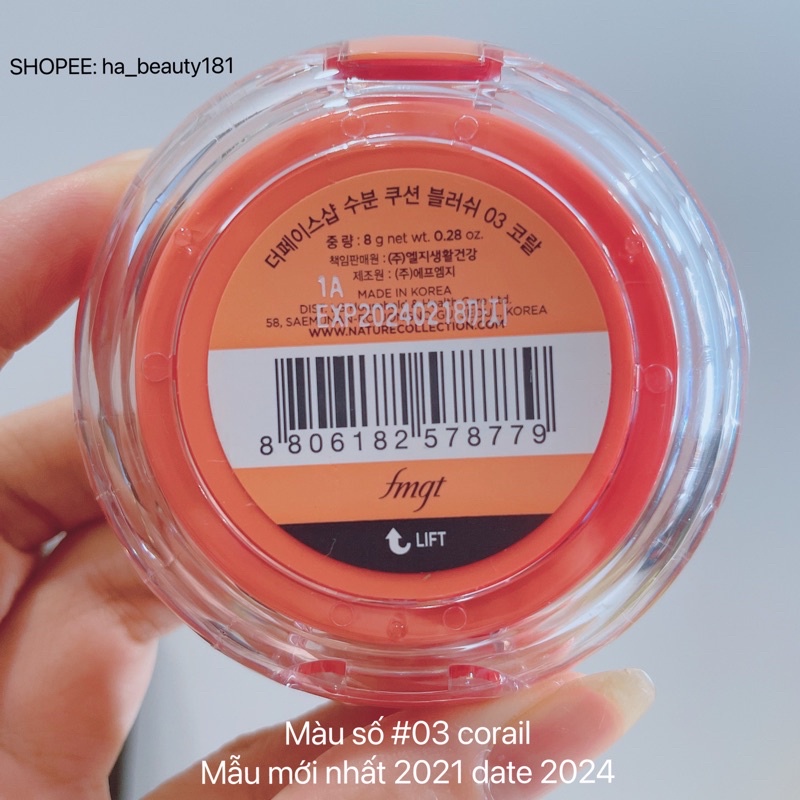 SHOPEE: ha_beauty181
더페이스샵 수분 쿠션 블러쉬 03 코랄
중량 : 8 g net wt. 0.28 oz.
책임판매원 : (주)엘지생활건강
제조원 : (주)에프엠지
1A
MADE IN KOREA
EXP20240218
58, KOREA
WWW.NATURECOLLECTION.COM
8 806182 578779
fmgt
LIFT
Màu số #03 corail
Mẫu mới nhất 2021 date 2024